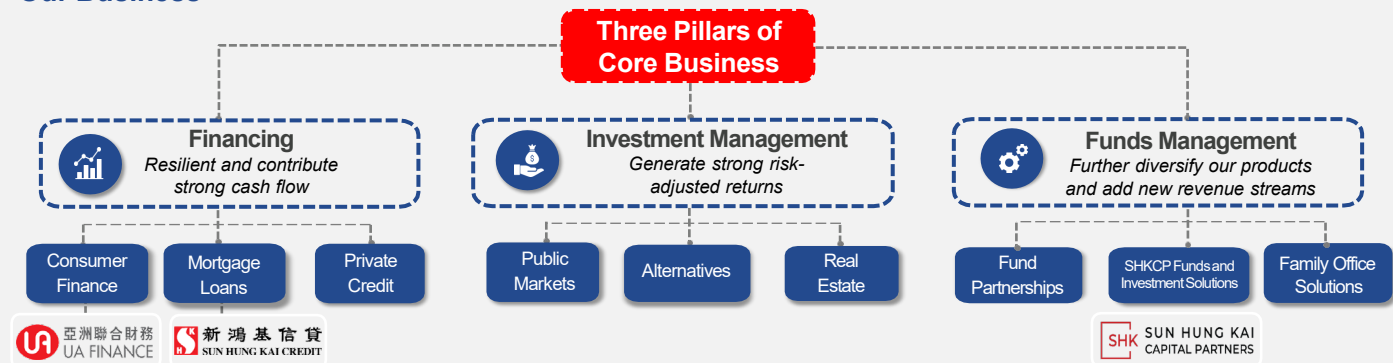 Three Pillars of
Core Business
Financing
Resilient and contribute
strong cash flow
Investment Management
Generate strong risk-
adjusted returns
Funds Management
Further diversify our products
and add new revenue streams
Consumer
Finance
Mortgage
Loans
Private
Credit
Public
Markets
Alternatives
Real
Estate
Fund
Partnerships
SHKCP Funds and
Investment Solutions
Family Office
Solutions
UA
亞洲聯合財務
UA FINANCE
新鴻基信貸
SUN HUNG KAI CREDIT
SHK
SUN HUNG KAI
CAPITAL PARTNERS